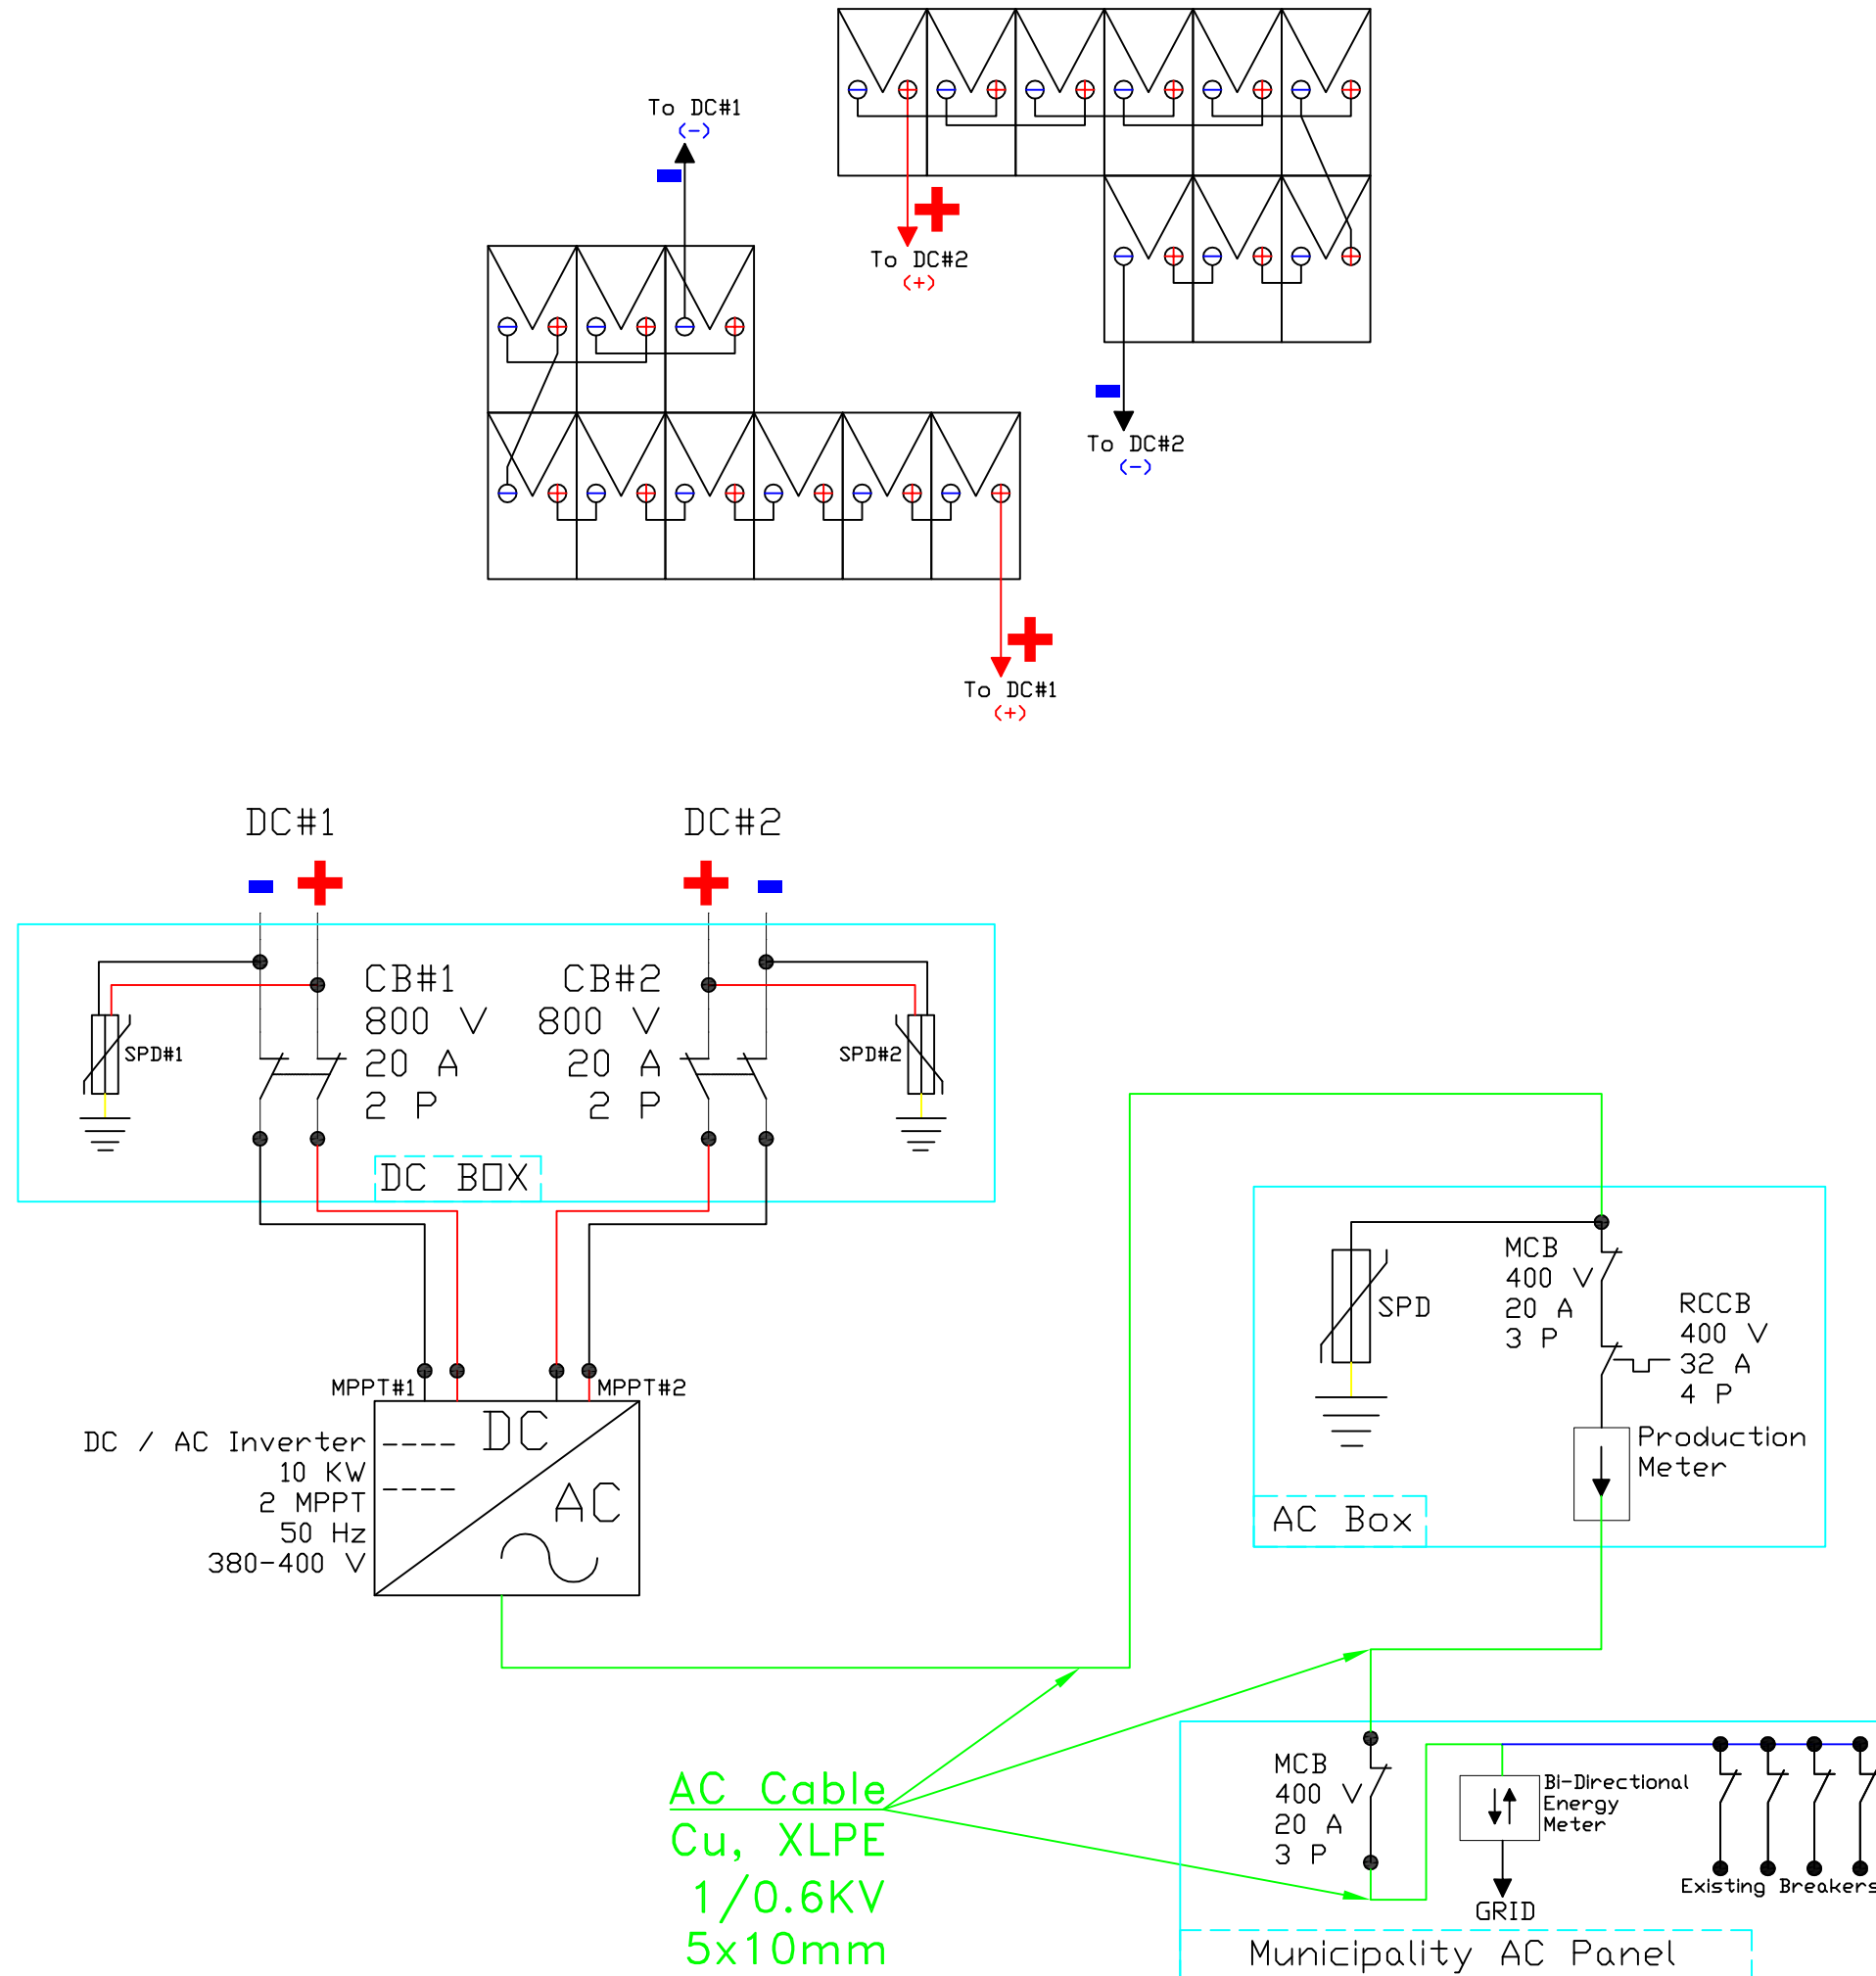 To DC#1
(-)
To DC#2
(+)
To DC#2
(-)
To DC#1
(+)
DC#1
DC#2
CB#1
800 V
20 A
2 P
CB#2
800 V
20 A
2 P
SPD#1
SPD#2
DC BOX
MPPT#1
MPPT#2
DC / AC Inverter
10 KW
2 MPPT
50 Hz
380-400 V
DC
AC
MCB
400 V
20 A
3 P
SPD
RCCB
400 V
32 A
4 P
Production
Meter
AC Box
AC Cable
Cu, XLPE
1/0.6KV
5x10mm
MCB
400 V
20 A
3 P
Bi-Directional
Energy
Meter
GRID
Existing Breakers
Municipality AC Panel